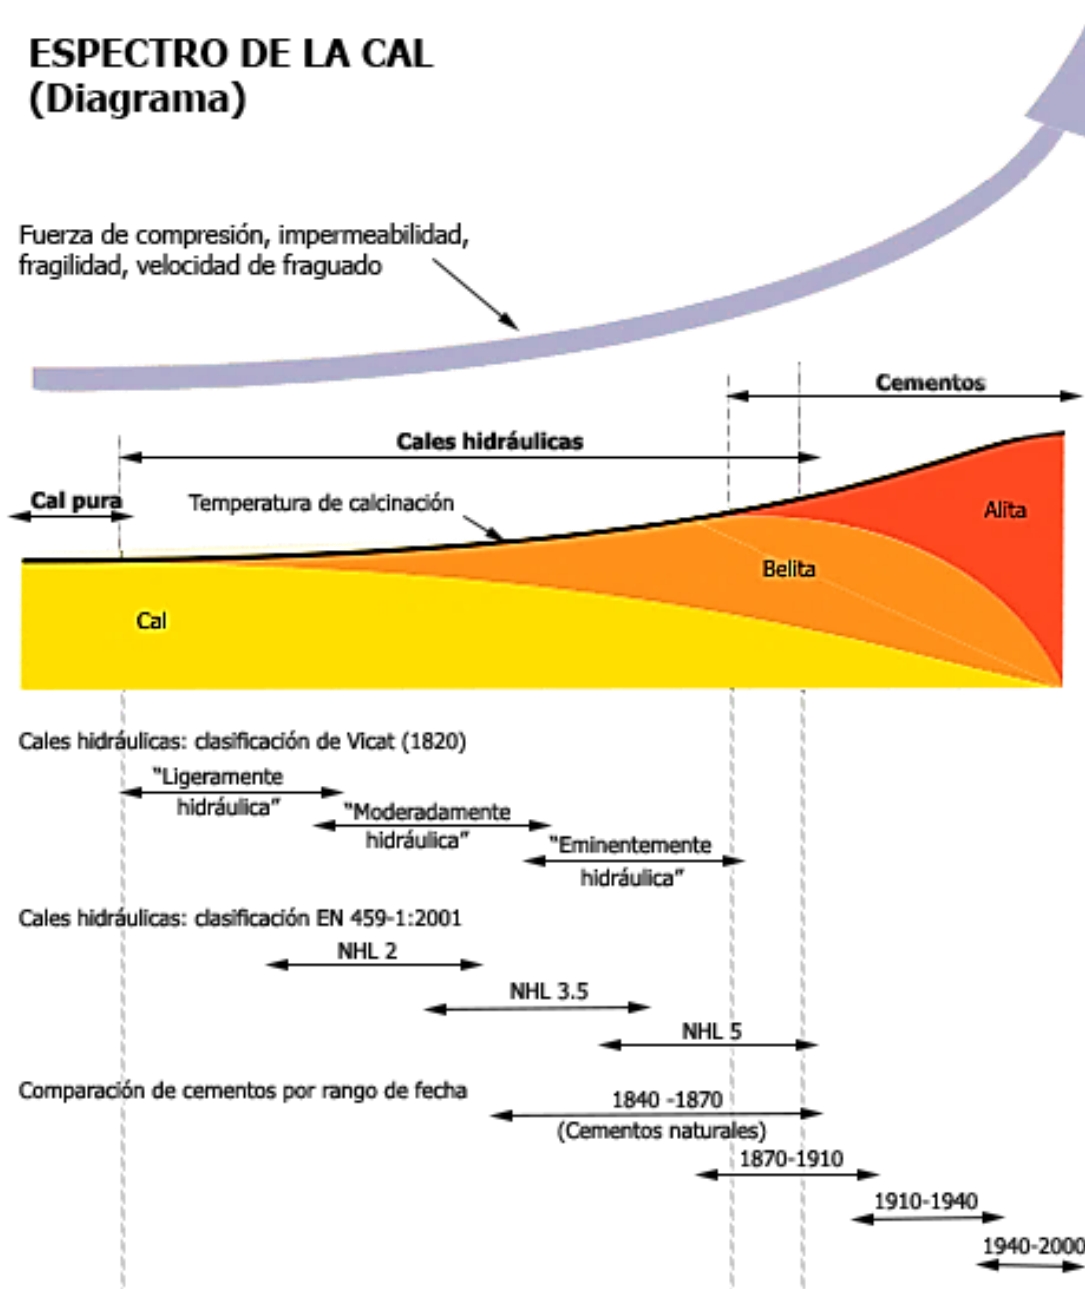 ESPECTRO DE LA CAL
(Diagrama)
Fuerza de compresión, impermeabilidad,
fragilidad, velocidad de fraguado
Cementos
Cales hidráulicas
Cal pura
Temperatura de calcinación
Alita
Belita
Cal
Cales hidráulicas: clasificación de Vicat (1820)
“Ligeramente
hidráulica”
“Moderadamente
hidráulica”
“Eminentemente
hidráulica”
Cales hidráulicas: clasificación EN 459-1:2001
NHL 2
NHL 3.5
NHL 5
Comparación de cementos por rango de fecha
1840 -1870
(Cementos naturales)
1870-1910
1910-1940
1940-2000